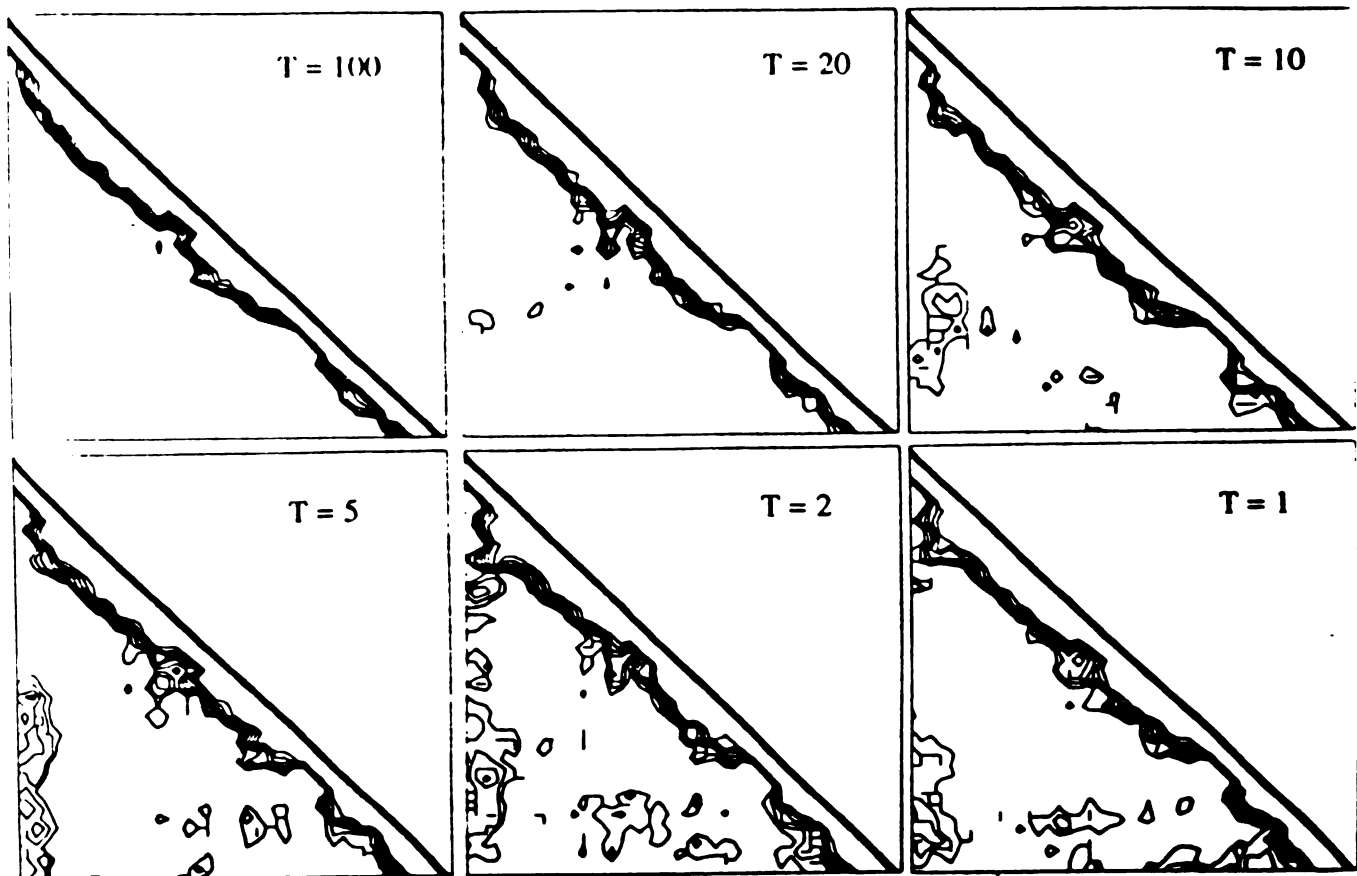 T = 100
T = 20
T = 10
T = 5
T = 2
T = 1